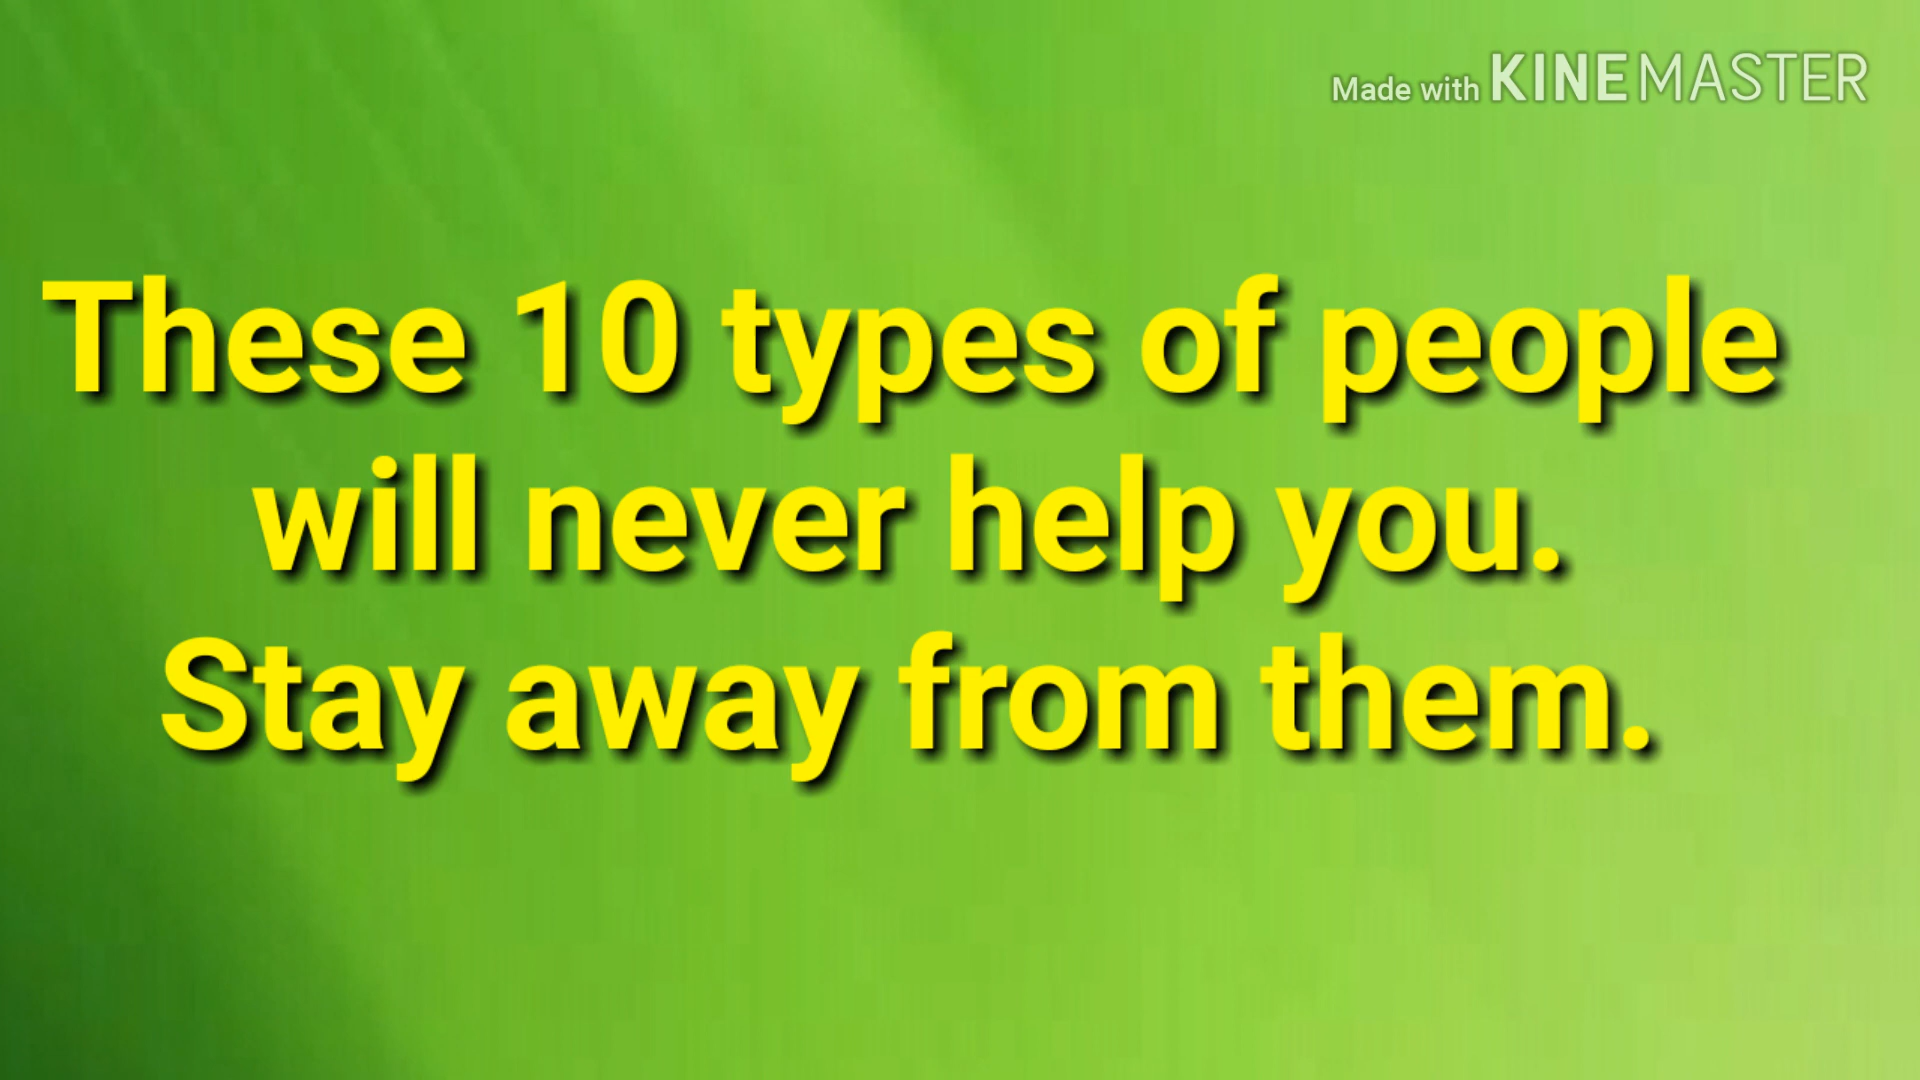 Made with KINEMASTER
These 10 types of people
will never help you.
Stay away from them.